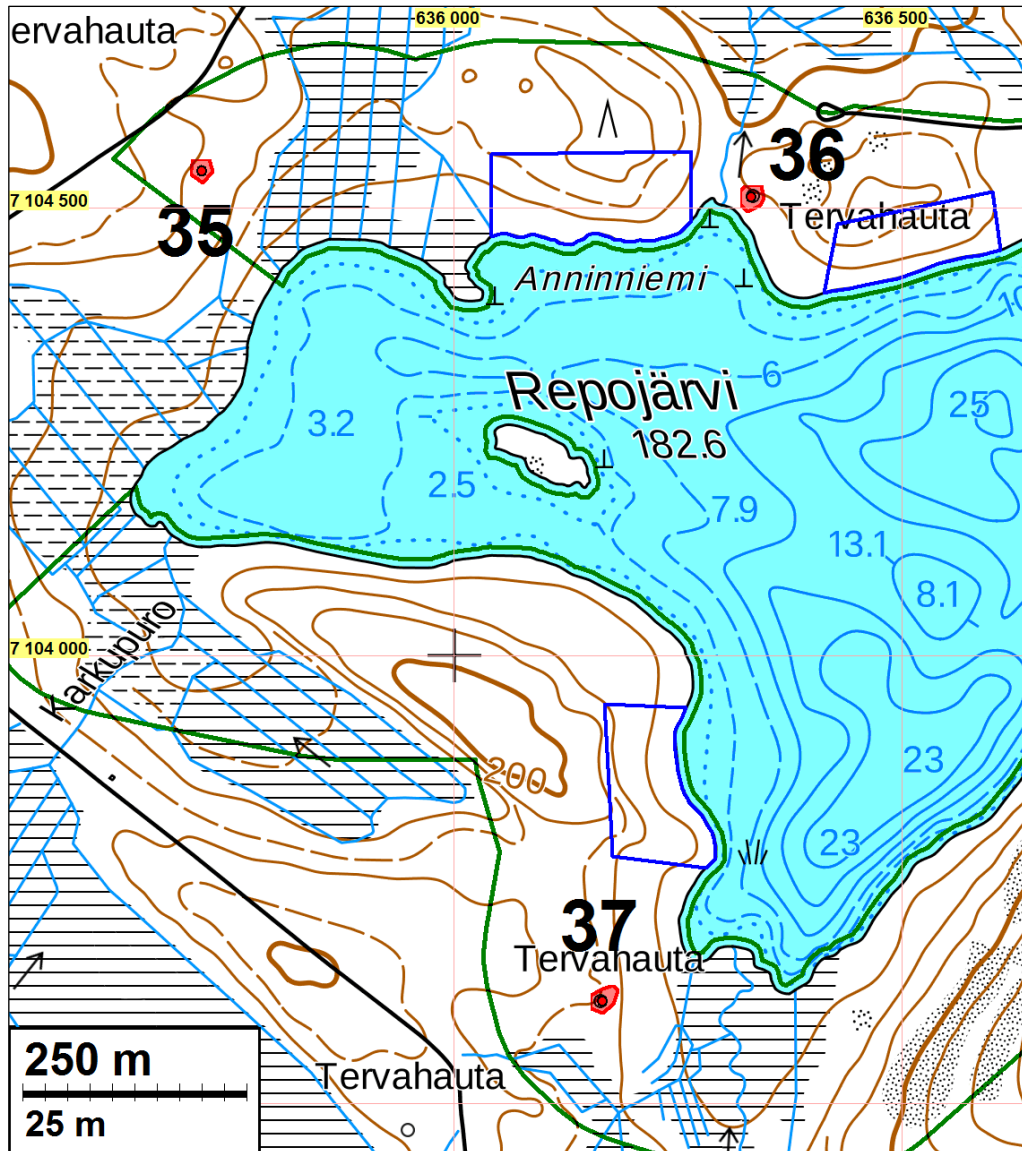 ervahauta
636 000
636 500
36
7 104 500
Tervahauta
35
Anninniemi
10
6
Repojärvi
25
3.2
182.6
2.5
7.9
13.1
8.1
Karkupuro
7 104 000
200
23
23
37
Tervahauta
250 m
Tervahauta
25 m